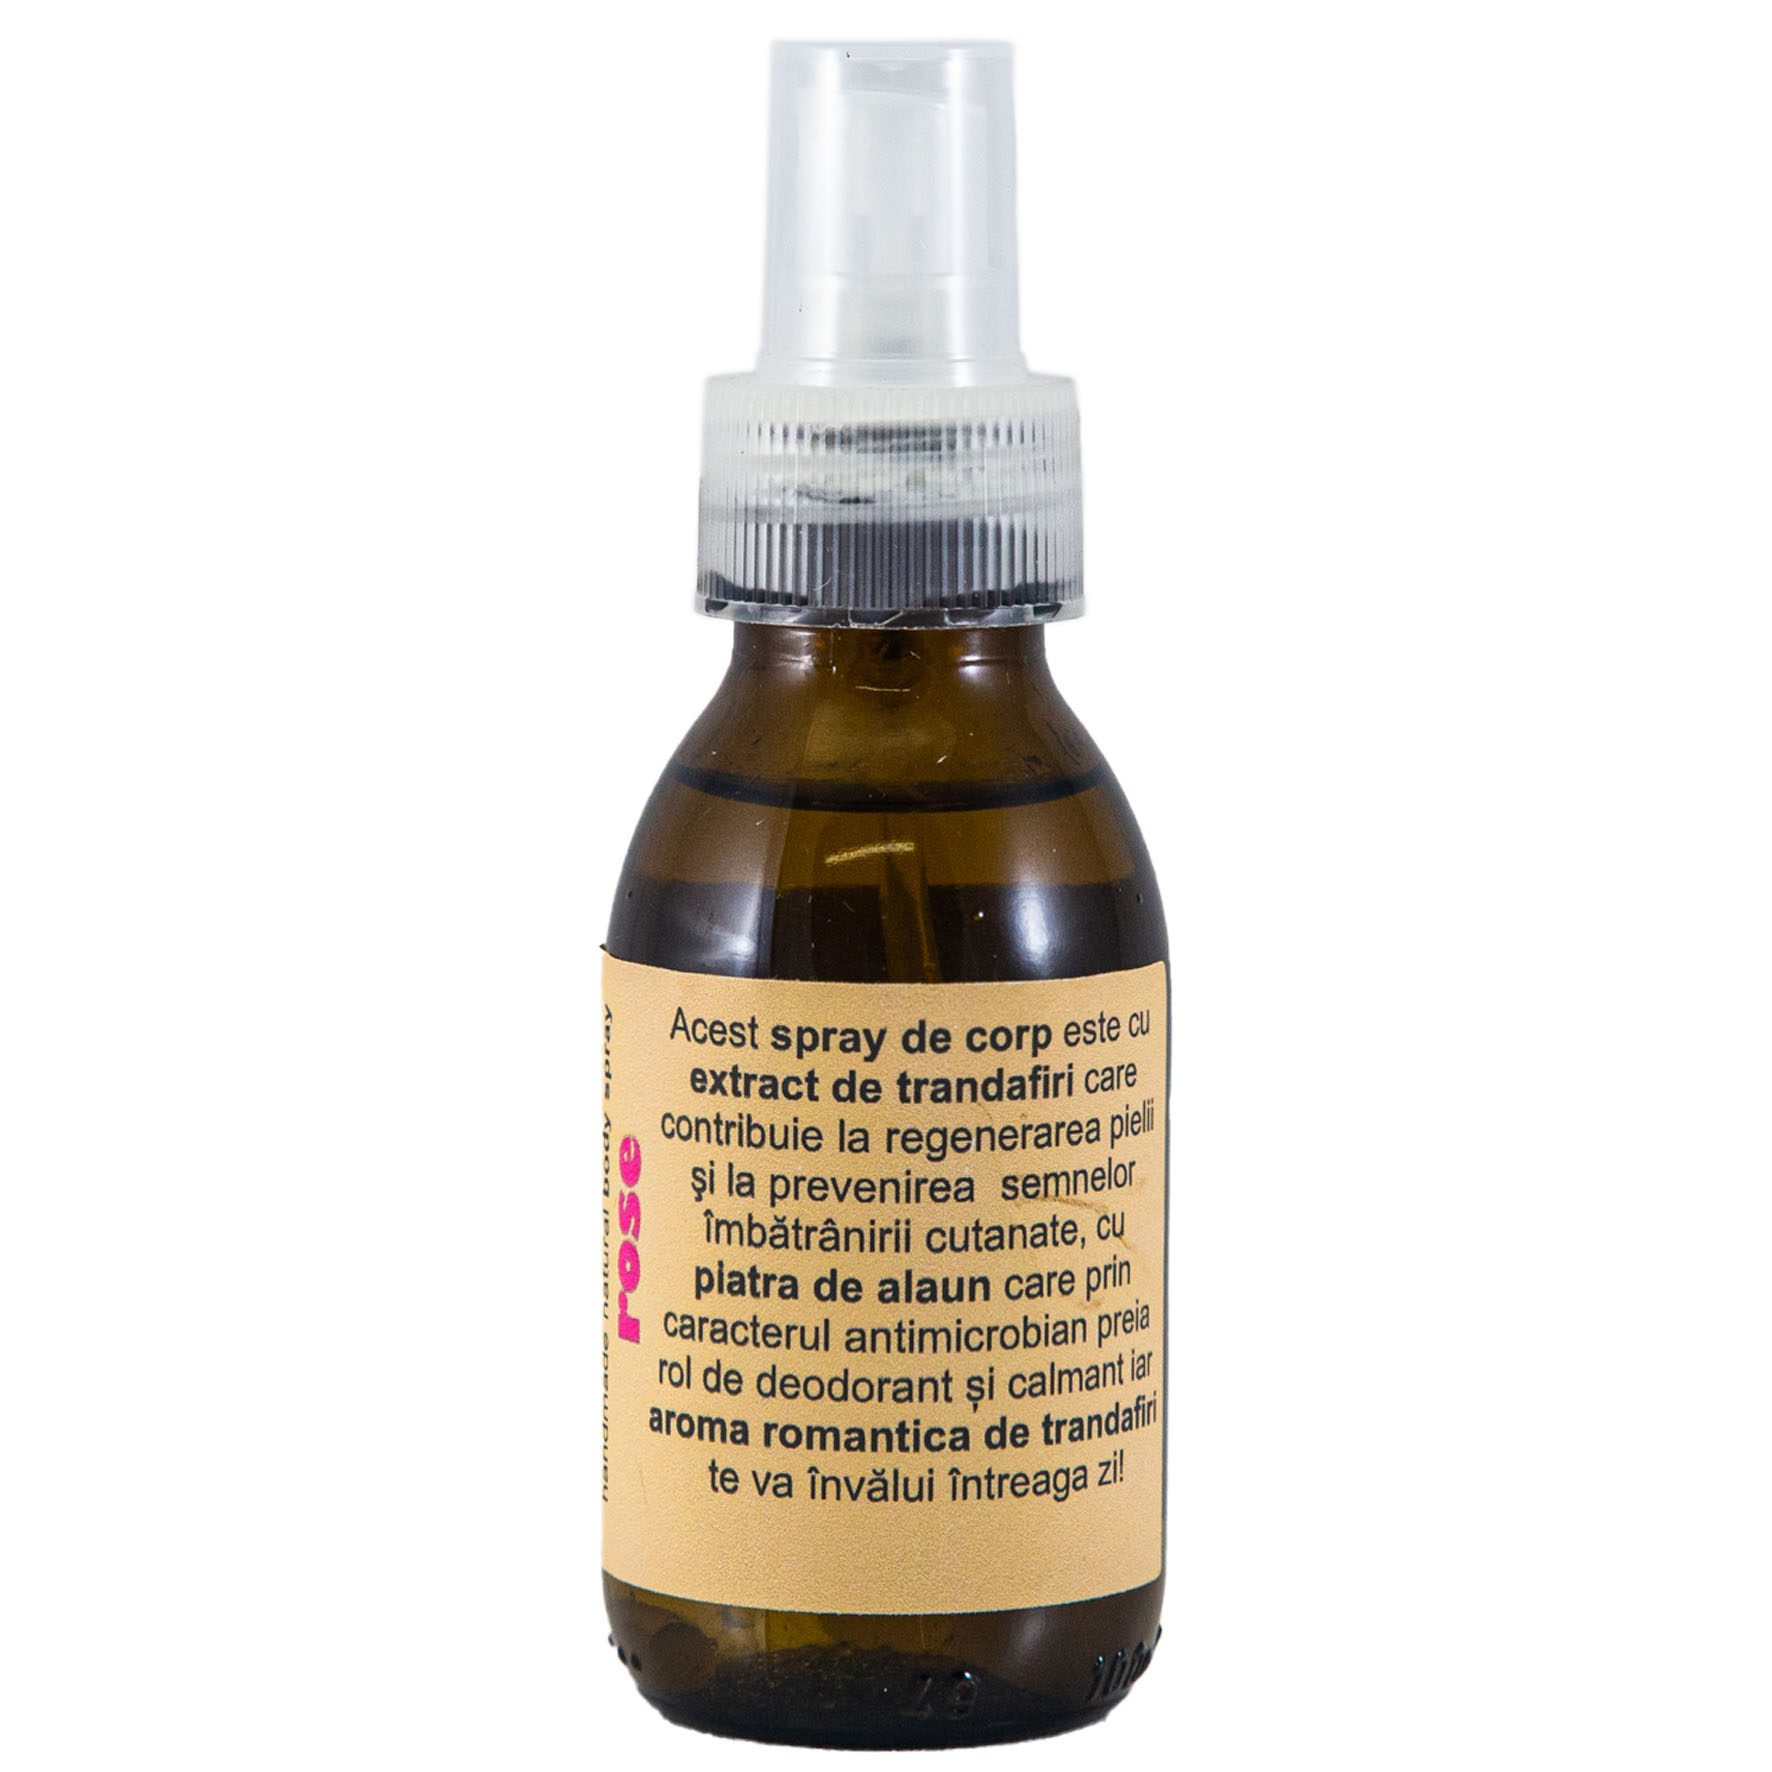 Acest spray de corp este cu
extract de trandafiri care
contribuie la regenerarea pielii
şi la prevenirea semnelor
îmbătrânirii cutanate, cu
piatra de alaun care prin
caracterul antimicrobian preia
rol de deodorant și calmant iar
aroma romantica de trandafiri
te va învălui întreaga zi!
rose
handmade natural body spray
49